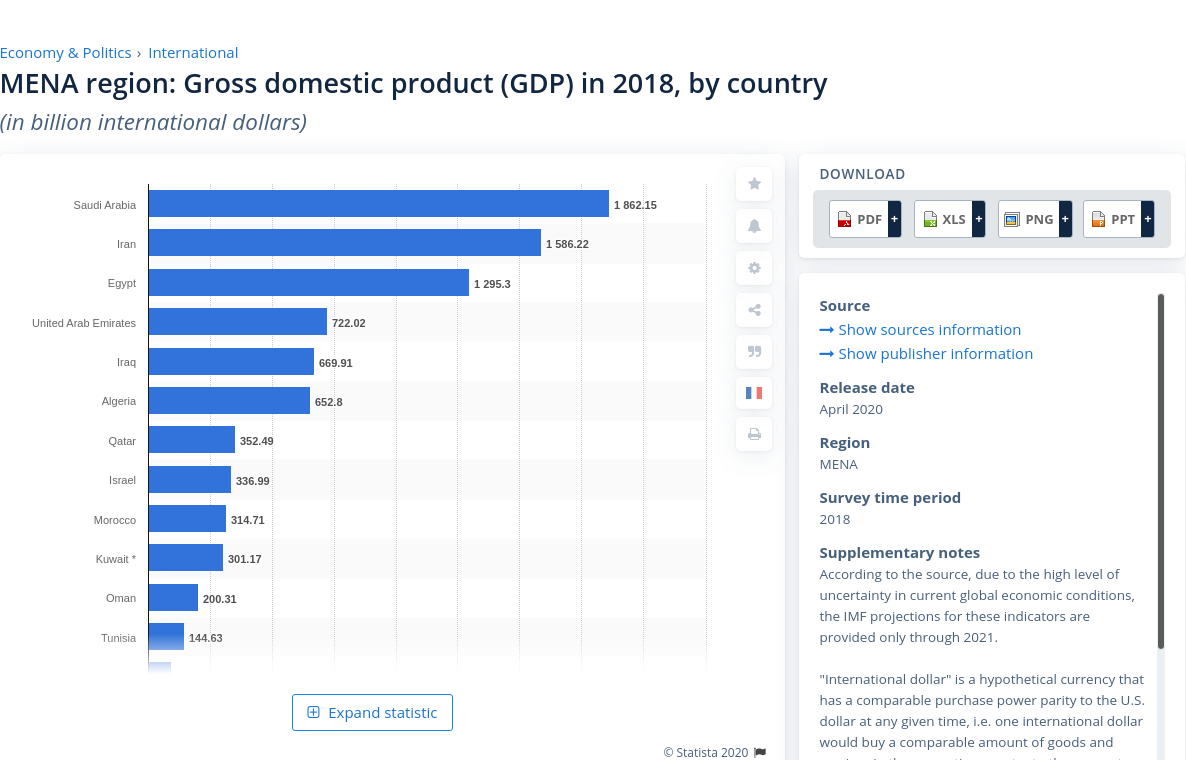 Economy & Politics › International
MENA region: Gross domestic product (GDP) in 2018, by country
(in billion international dollars)
Saudi Arabia 1 862.15
Iran 1 586.22
Egypt 1 295.3
United Arab Emirates 722.02
Iraq 669.91
Algeria 652.8
Qatar 352.49
Israel 336.99
Morocco 314.71
Kuwait * 301.17
Oman 200.31
Tunisia 144.63
Expand statistic
© Statista 2020
DOWNLOAD
PDF + XLS + PNG + PPT +
Source
Show sources information
Show publisher information
Release date
April 2020
Region
MENA
Survey time period
2018
Supplementary notes
According to the source, due to the high level of
uncertainty in current global economic conditions,
the IMF projections for these indicators are
provided only through 2021.
"International dollar" is a hypothetical currency that
has a comparable purchase power parity to the U.S.
dollar at any given time, i.e. one international dollar
would buy a comparable amount of goods and